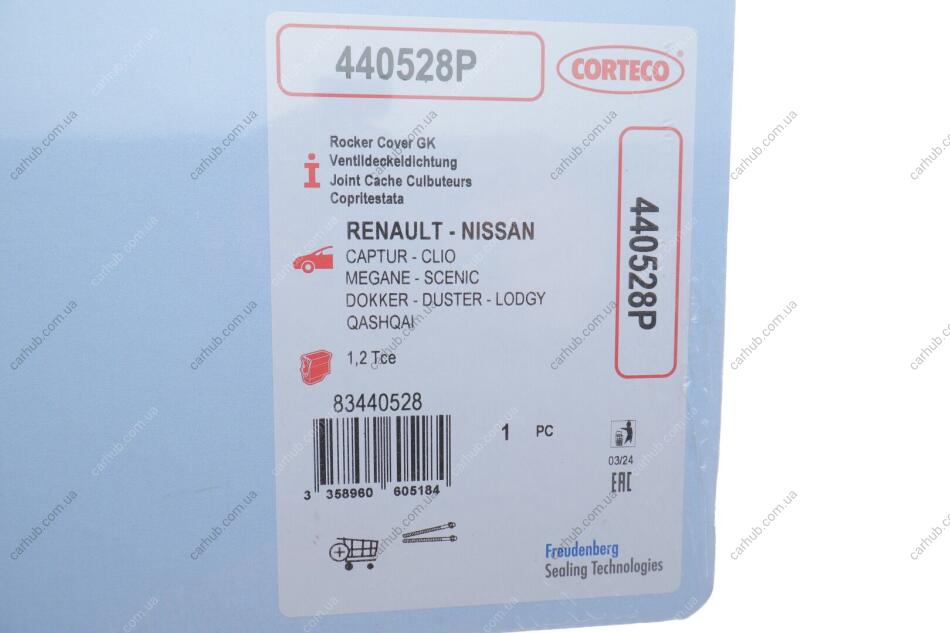 440528P
CORTECO
Rocker Cover GK
Ventildeckeldichtung
Joint Cache Culbuteurs
Copritestata
RENAULT - NISSAN
CAPTUR - CLIO
MEGANE - SCENIC
DOKKER - DUSTER - LODGY
QASHQAI
1,2 Tce
440528P
83440528
3 358960 605184
1 PC
03/24
EAC
Freudenberg
Sealing Technologies
carhub.com.ua